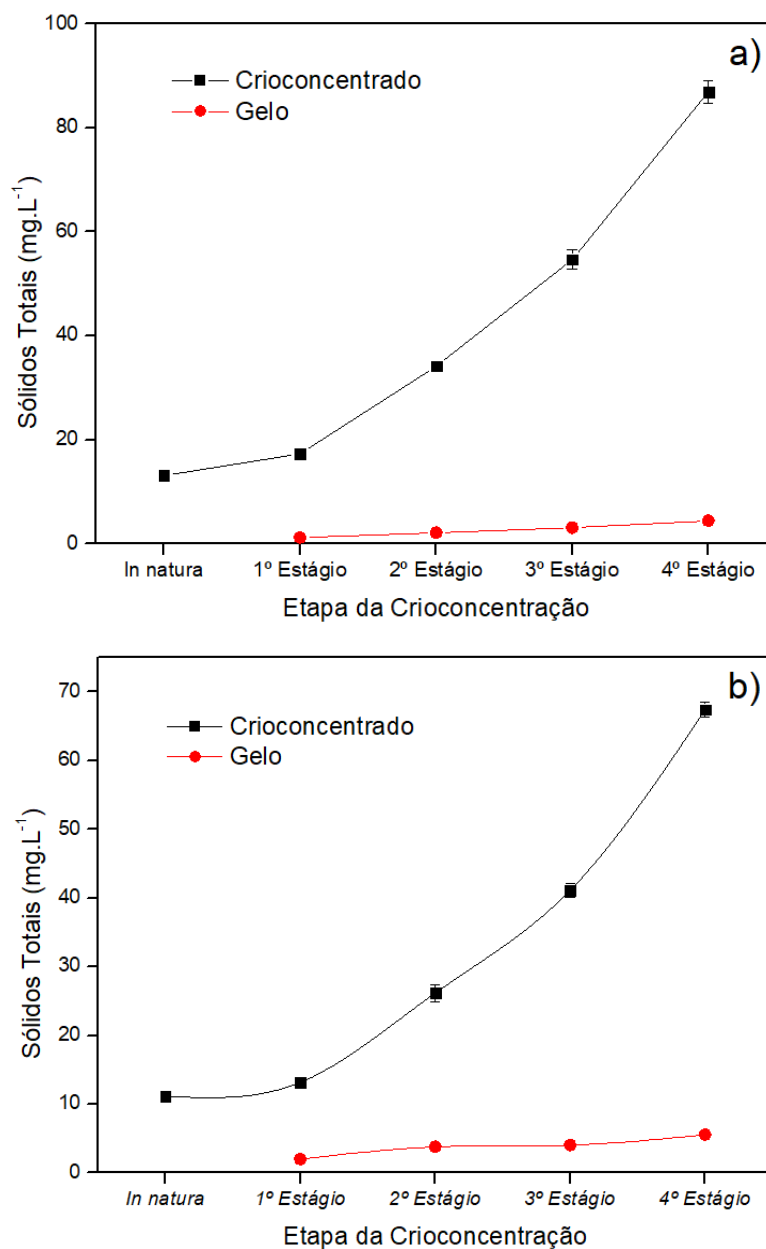 a)
Crioconcentrado
Gelo
100
80
60
40
20
0
Sólidos Totais (mg.L⁻¹)
In natura 1º Estágio 2º Estágio 3º Estágio 4º Estágio
Etapa da Crioconcentração
b)
Crioconcentrado
Gelo
70
60
50
40
30
20
10
0
Sólidos Totais (mg.L⁻¹)
In natura 1º Estágio 2º Estágio 3º Estágio 4º Estágio
Etapa da Crioconcentração